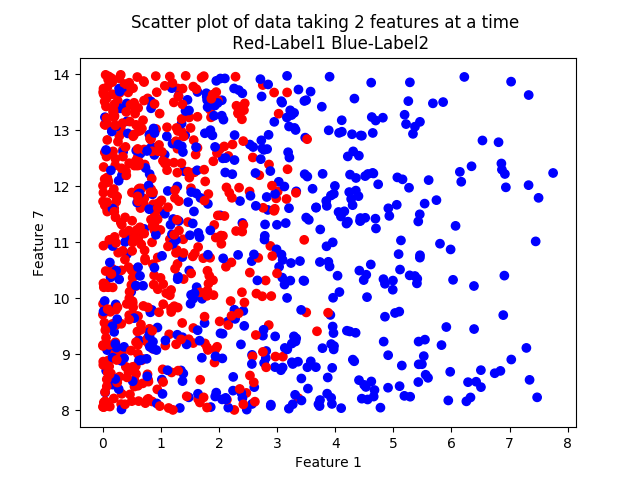 Scatter plot of data taking 2 features at a time
Red-Label1 Blue-Label2
Feature 7
14
13
12
11
10
9
8
0 1 2 3 4 5 6 7 8
Feature 1